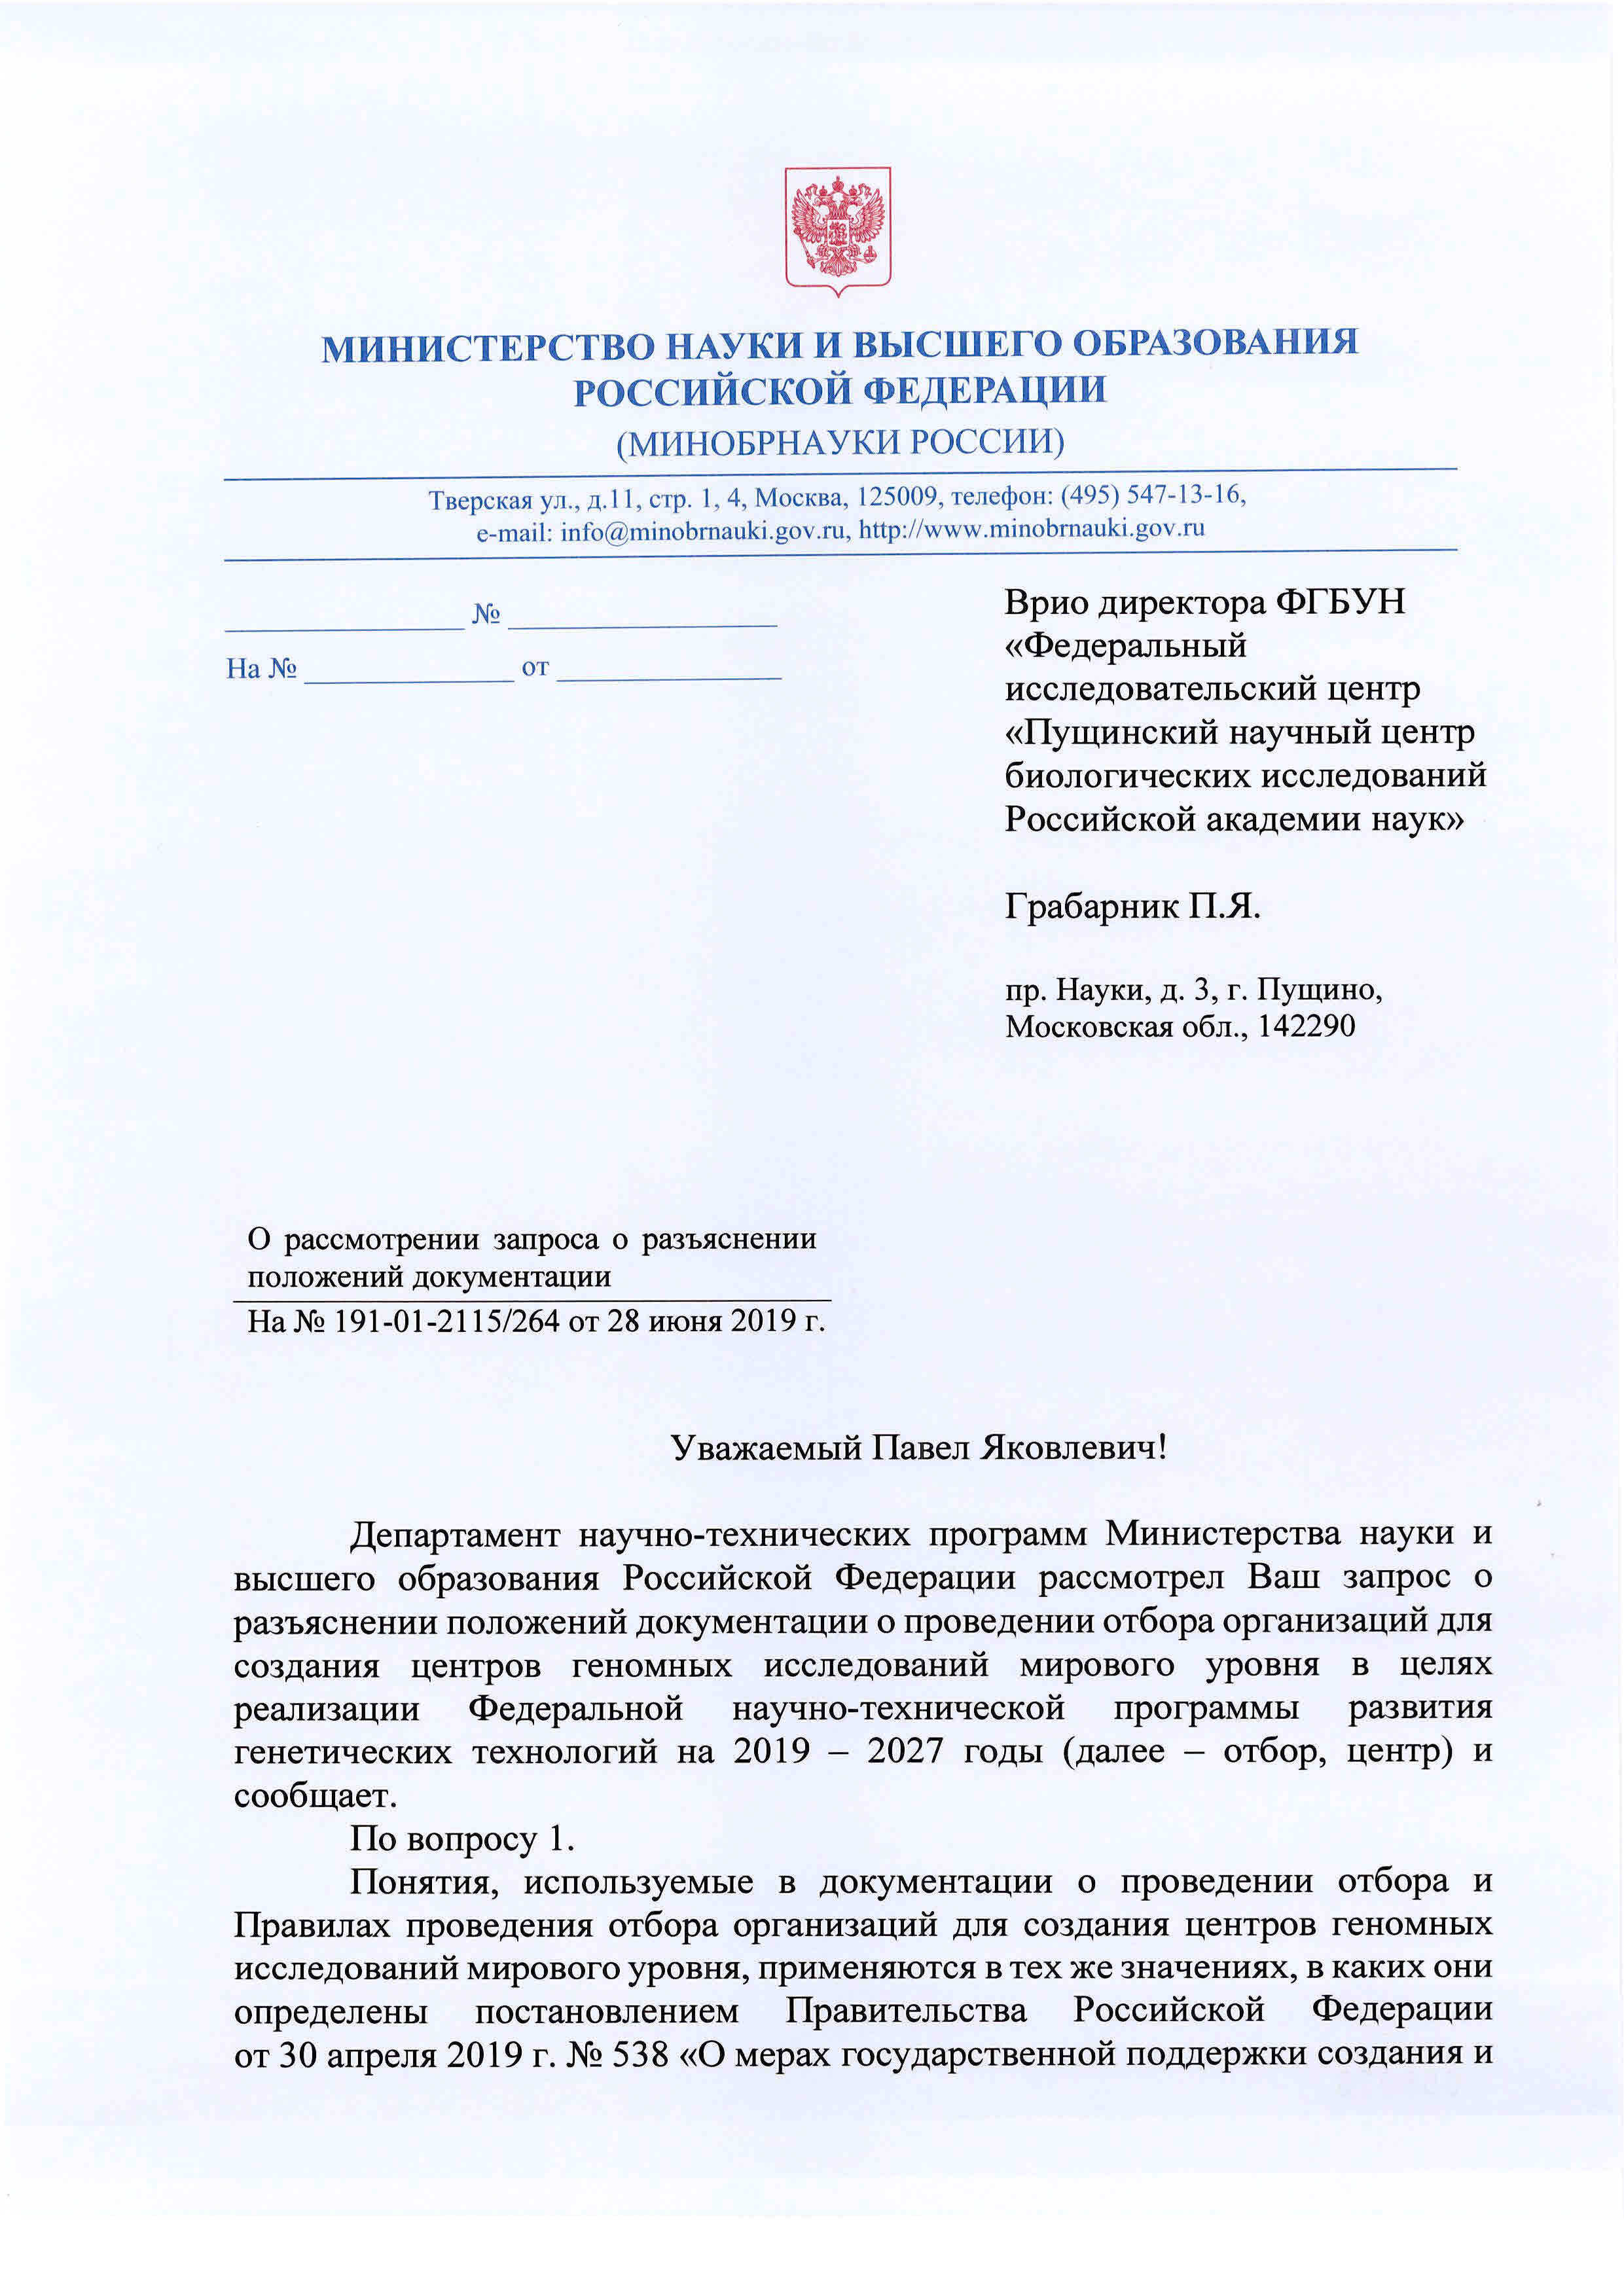 МИНИСТЕРСТВО НАУКИ И ВЫСШЕГО ОБРАЗОВАНИЯ
РОССИЙСКОЙ ФЕДЕРАЦИИ
(МИНОБРНАУКИ РОССИИ)
Тверская ул., д.11, стр. 1, 4, Москва, 125009, телефон: (495) 547-13-16,
e-mail: info@minobrnauki.gov.ru, http://www.minobrnauki.gov.ru
_______________ № _______________
На № _______________ от _______________
Врио директора ФГБУН
«Федеральный
исследовательский центр
«Пущинский научный центр
биологических исследований
Российской академии наук»
Грабарник П.Я.
пр. Науки, д. 3, г. Пущино,
Московская обл., 142290
О рассмотрении запроса о разъяснении
положений документации
На № 191-01-2115/264 от 28 июня 2019 г.
Уважаемый Павел Яковлевич!
Департамент научно-технических программ Министерства науки и
высшего образования Российской Федерации рассмотрел Ваш запрос о
разъяснении положений документации о проведении отбора организаций для
создания центров геномных исследований мирового уровня в целях
реализации Федеральной научно-технической программы развития
генетических технологий на 2019 – 2027 годы (далее – отбор, центр) и
сообщает.
По вопросу 1.
Понятия, используемые в документации о проведении отбора и
Правилах проведения отбора организаций для создания центров геномных
исследований мирового уровня, применяются в тех же значениях, в каких они
определены постановлением Правительства Российской Федерации
от 30 апреля 2019 г. № 538 «О мерах государственной поддержки создания и